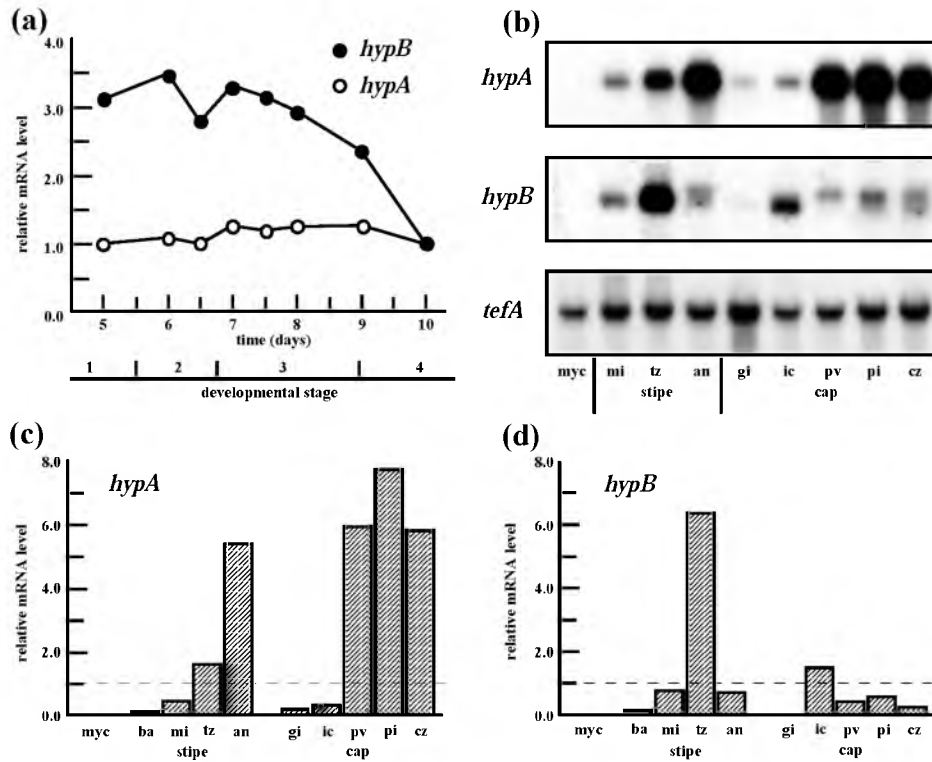 (a)
4.0
3.0
2.0
1.0
0.0
relative mRNA level
hypB
hypA
5 6 7 8 9 10
time (days)
1 2 3 4
developmental stage
(b)
hypA
hypB
tefA
myc mi tz an gi ic pv pi cz
stipe cap
(c)
8.0
6.0
4.0
2.0
0.0
relative mRNA level
hypA
myc ba mi tz an gi ic pv pi cz
stipe cap
(d)
8.0
6.0
4.0
2.0
0.0
relative mRNA level
hypB
myc ba mi tz an gi ic pv pi cz
stipe cap